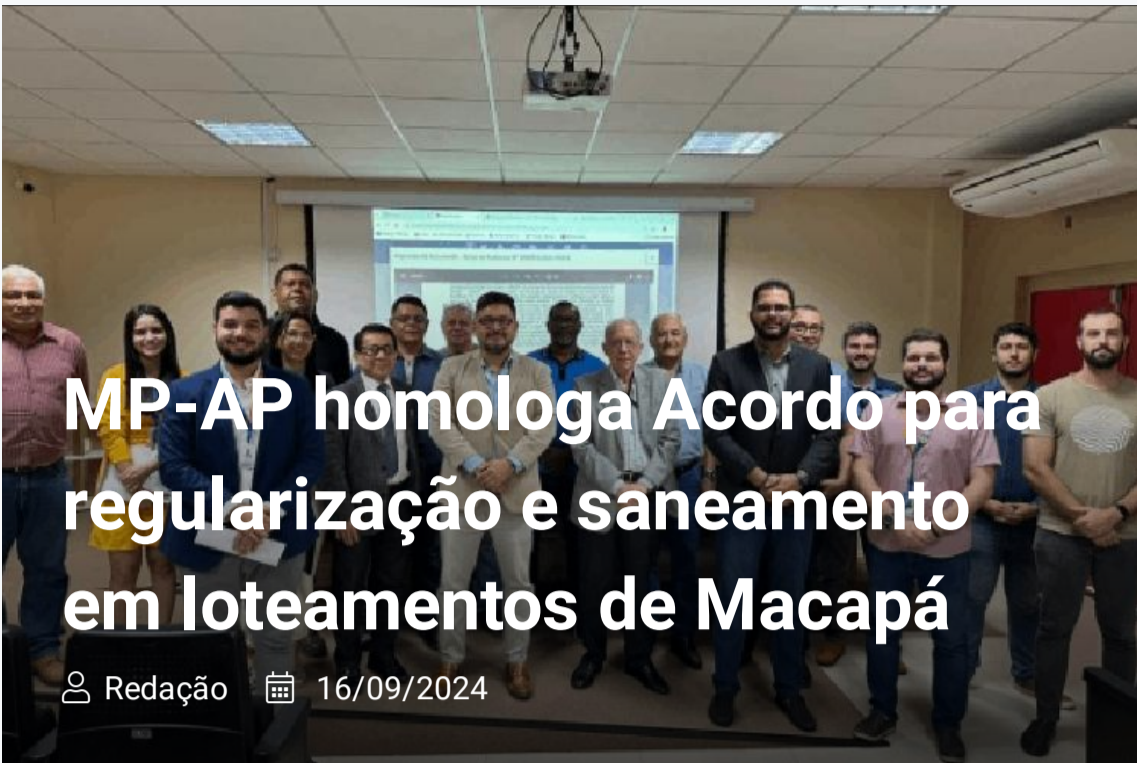 MP-AP homologa Acordo para
regularização e saneamento
em loteamentos de Macapá
Redação 16/09/2024